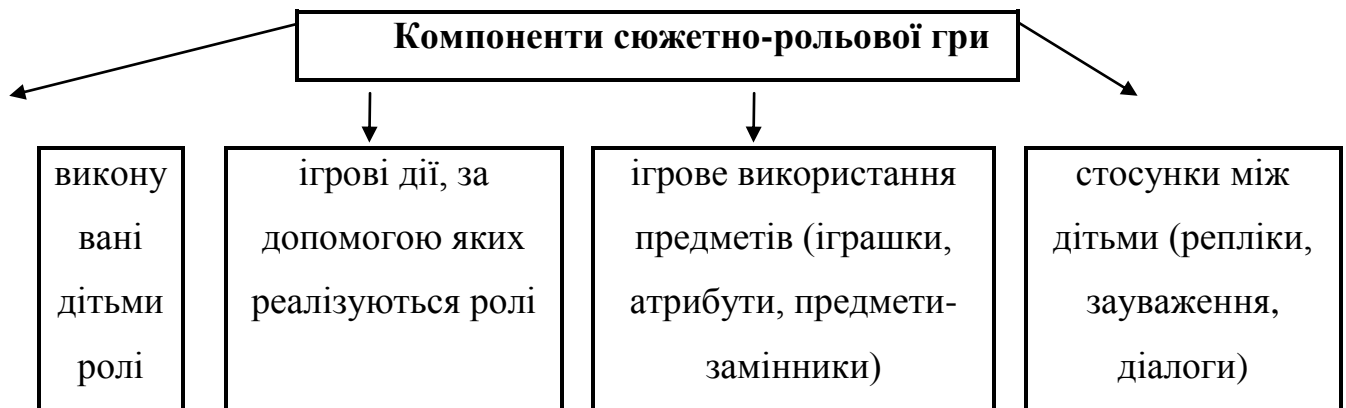 Компоненти сюжетно-рольової гри
викону
вані
дітьми
ролі
ігрові дії, за
допомогою яких
реалізуються ролі
ігрове використання
предметів (іграшки,
атрибути, предмети-
замінники)
стосунки між
дітьми (репліки,
зауваження,
діалоги)